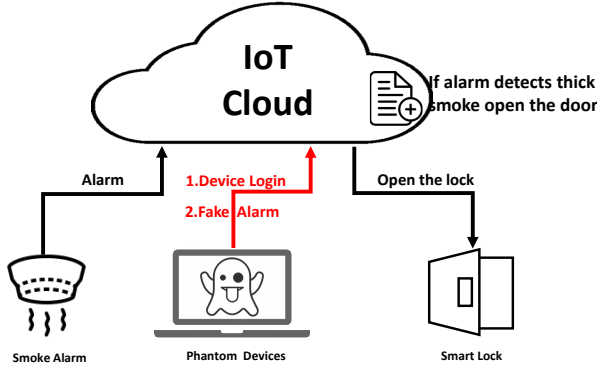 IoT
Cloud
If alarm detects thick
smoke open the door
Alarm
1.Device Login
2.Fake Alarm
Open the lock
Smoke Alarm
Phantom Devices
Smart Lock